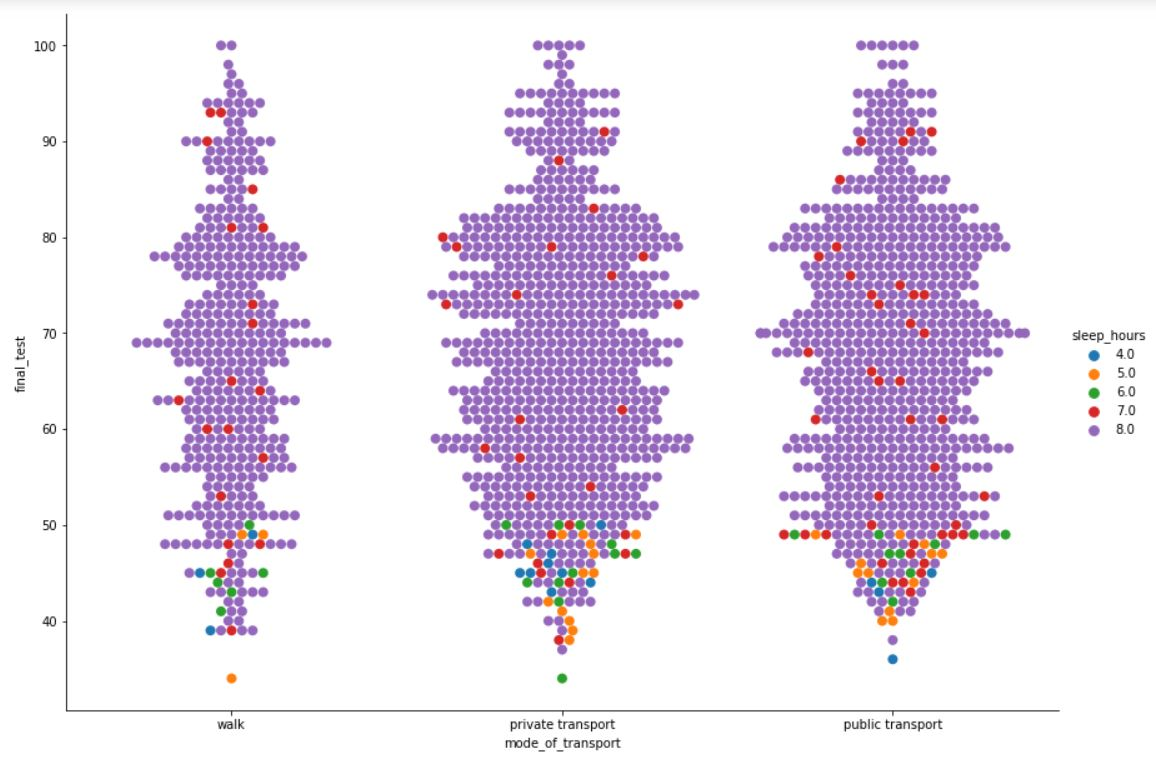 100
90
80
70
60
50
40
final_test
walk
private transport
public transport
mode_of_transport
sleep_hours
4.0
5.0
6.0
7.0
8.0